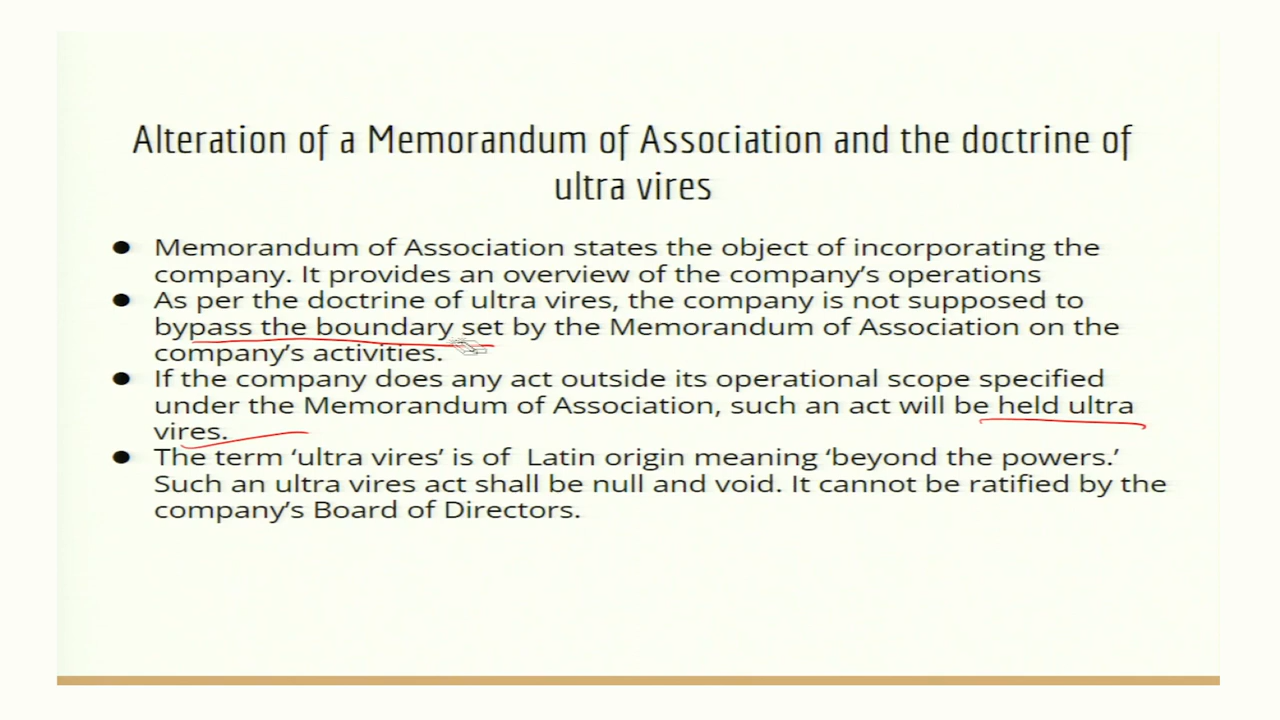 Alteration of a Memorandum of Association and the doctrine of
ultra vires
● Memorandum of Association states the object of incorporating the
company. It provides an overview of the company’s operations
● As per the doctrine of ultra vires, the company is not supposed to
bypass the boundary set by the Memorandum of Association on the
company’s activities.
● If the company does any act outside its operational scope specified
under the Memorandum of Association, such an act will be held ultra
vires.
● The term ‘ultra vires’ is of Latin origin meaning ‘beyond the powers.’
Such an ultra vires act shall be null and void. It cannot be ratified by the
company’s Board of Directors.